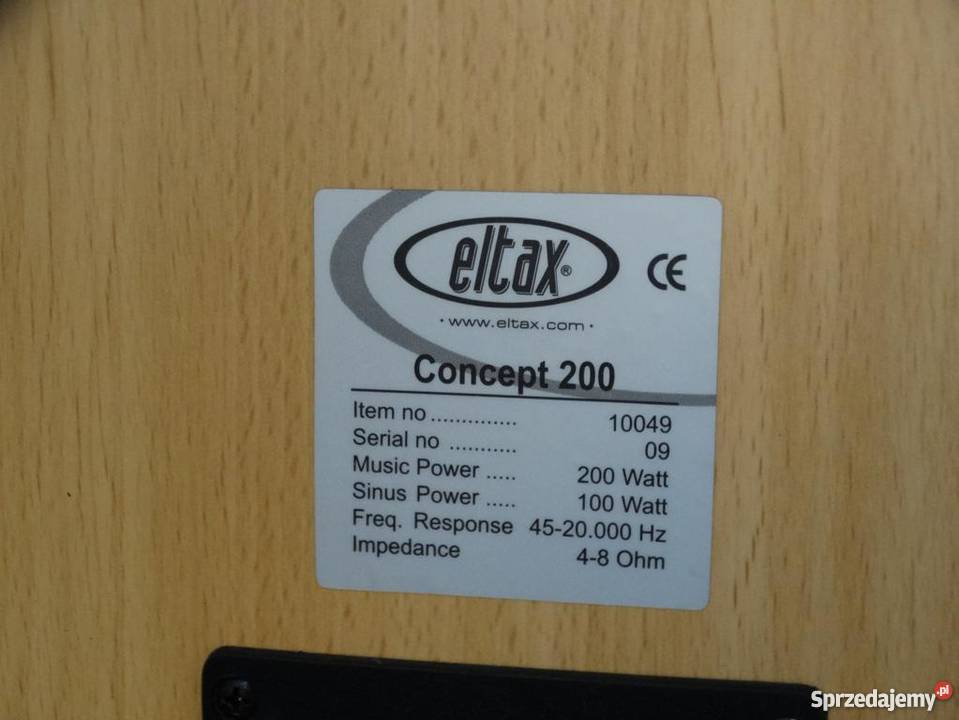 eltax®
CE
· www.eltax.com ·
Concept 200
Item no .............. 10049
Serial no ........... 09
Music Power ..... 200 Watt
Sinus Power ..... 100 Watt
Freq. Response 45-20.000 Hz
Impedance 4-8 Ohm
Sprzedajemy.pl